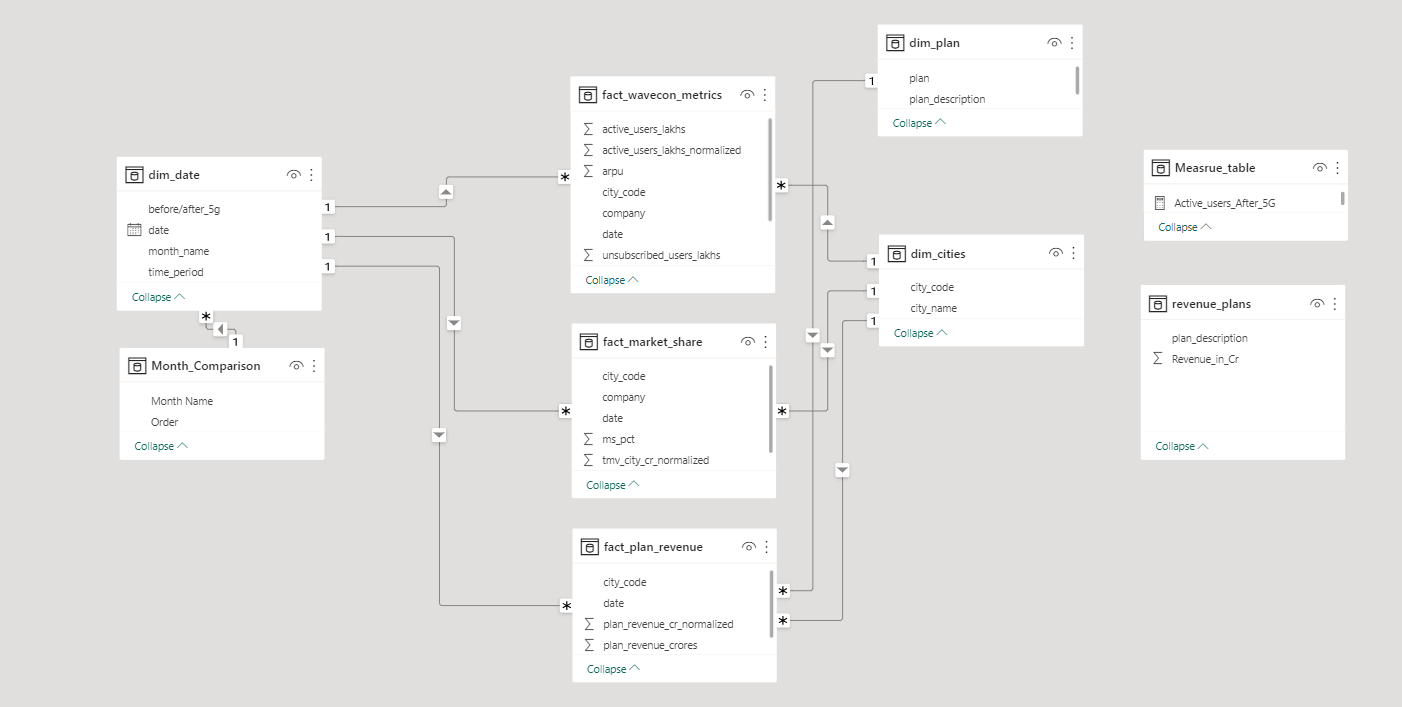 dim_date
before/after_5g
date
month_name
time_period
Collapse
1
1
1
*
1
Month_Comparison
Month Name
Order
Collapse
fact_wavecon_metrics
active_users_lakhs
active_users_lakhs_normalized
arpu
city_code
company
date
unsubscribed_users_lakhs
Collapse
*
*
fact_market_share
city_code
company
date
ms_pct
tmv_city_cr_normalized
Collapse
*
*
fact_plan_revenue
city_code
date
plan_revenue_cr_normalized
plan_revenue_crores
Collapse
*
*
*
dim_plan
plan
plan_description
Collapse
1
dim_cities
city_code
city_name
Collapse
1
1
1
Measrue_table
Active_users_After_5G
Collapse
revenue_plans
plan_description
Revenue_in_Cr
Collapse